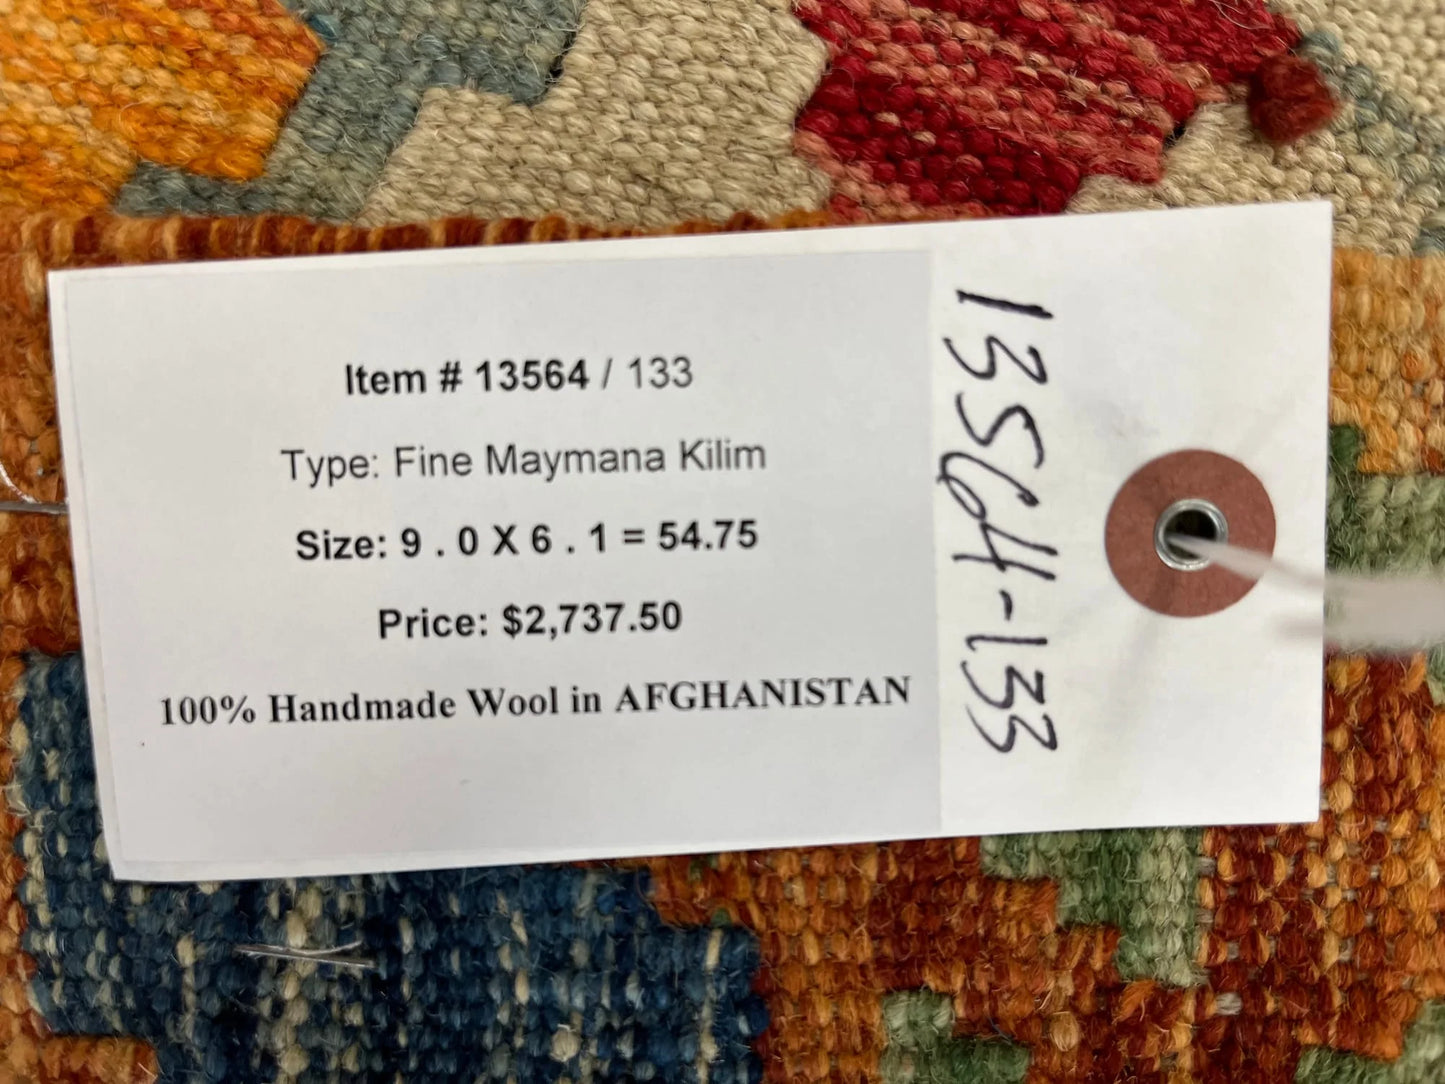 Item # 13564 / 133
Type: Fine Maymana Kilim
Size: 9 . 0 X 6 . 1 = 54.75
Price: $2,737.50
100% Handmade Wool in AFGHANISTAN
13564-133